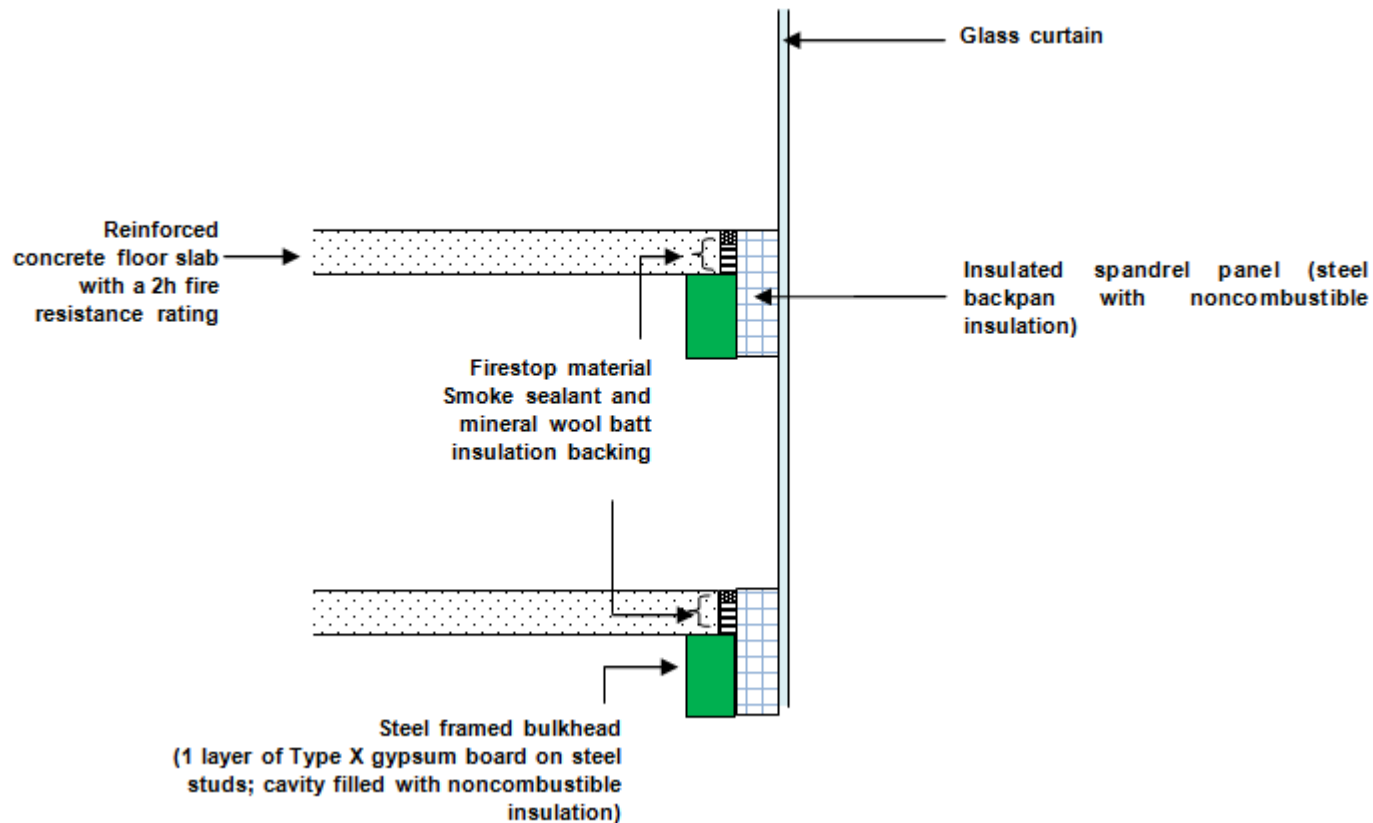 Glass curtain
Reinforced
concrete floor slab
with a 2h fire
resistance rating
Insulated spandrel panel (steel
backpan with noncombustible
insulation)
Firestop material
Smoke sealant and
mineral wool batt
insulation backing
Steel framed bulkhead
(1 layer of Type X gypsum board on steel
studs; cavity filled with noncombustible
insulation)